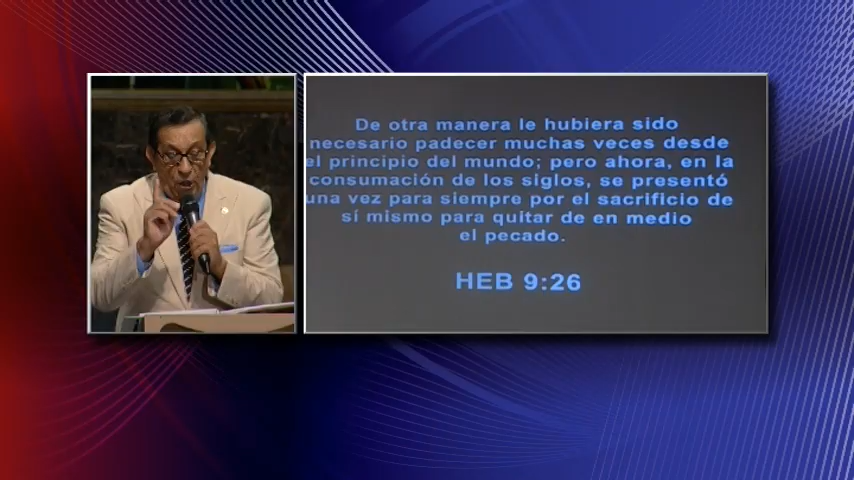 De otra manera le hubiera sido
necesario padecer muchas veces desde
el principio del mundo; pero ahora, en la
consumación de los siglos, se presentó
una vez para siempre por el sacrificio de
sí mismo para quitar de en medio
el pecado.
HEB 9:26